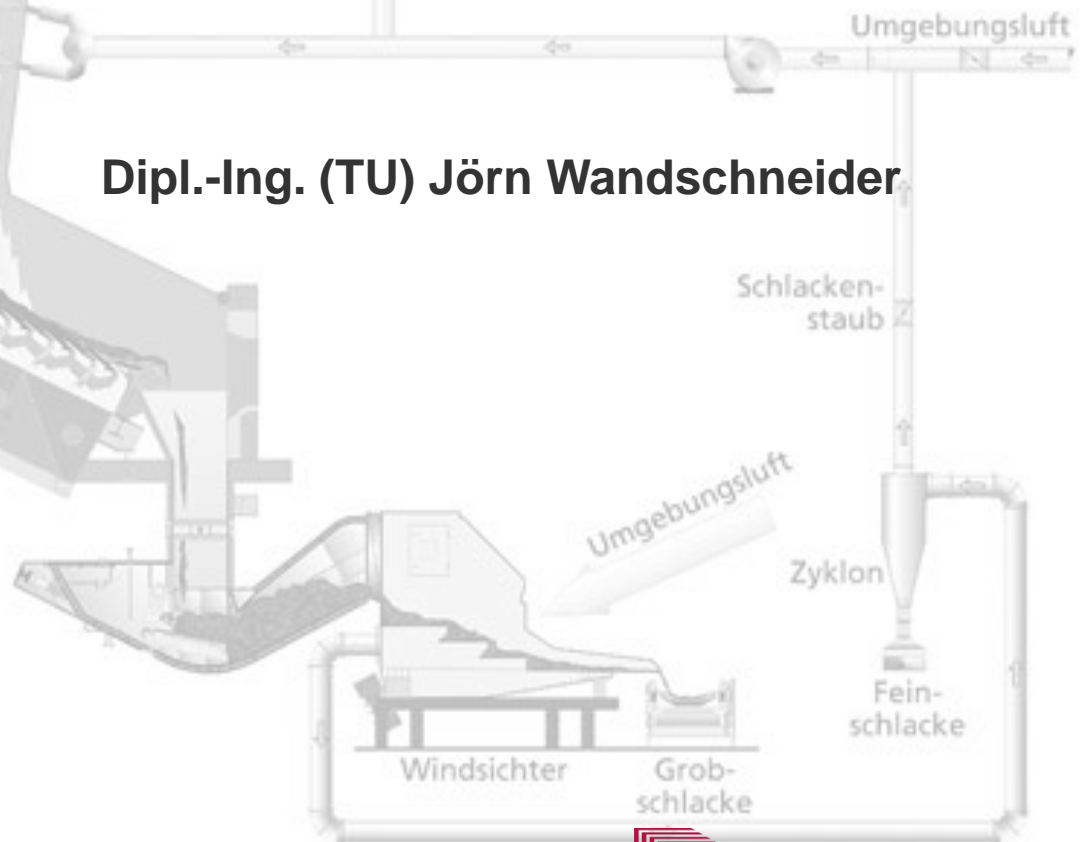 Umgebungsluft
Dipl.-Ing. (TU) Jörn Wandschneider
Schlacken-
staub
Umgebungsluft
Zyklon
Fein-
schlacke
Windsichter
Grob-
schlacke